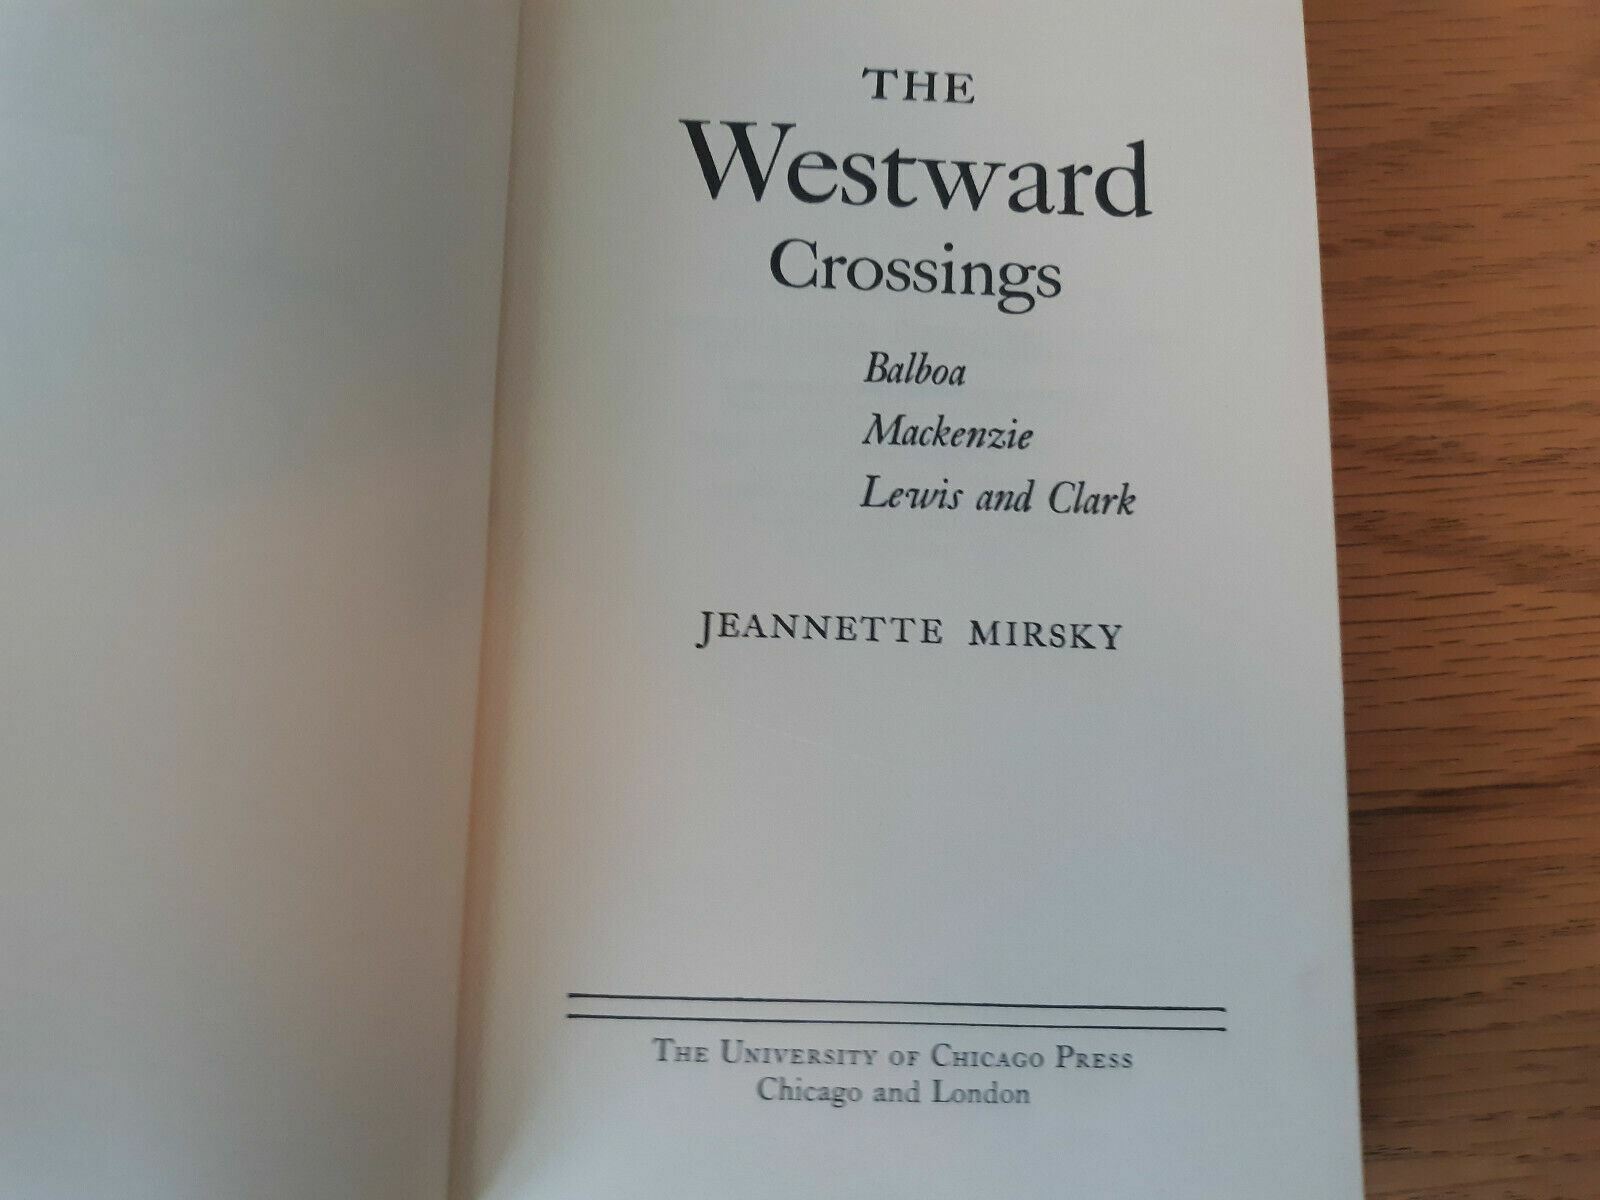 THE
Westward
Crossings
Balboa
Mackenzie
Lewis and Clark
JEANNETTE MIRSKY
THE UNIVERSITY OF CHICAGO PRESS
Chicago and London